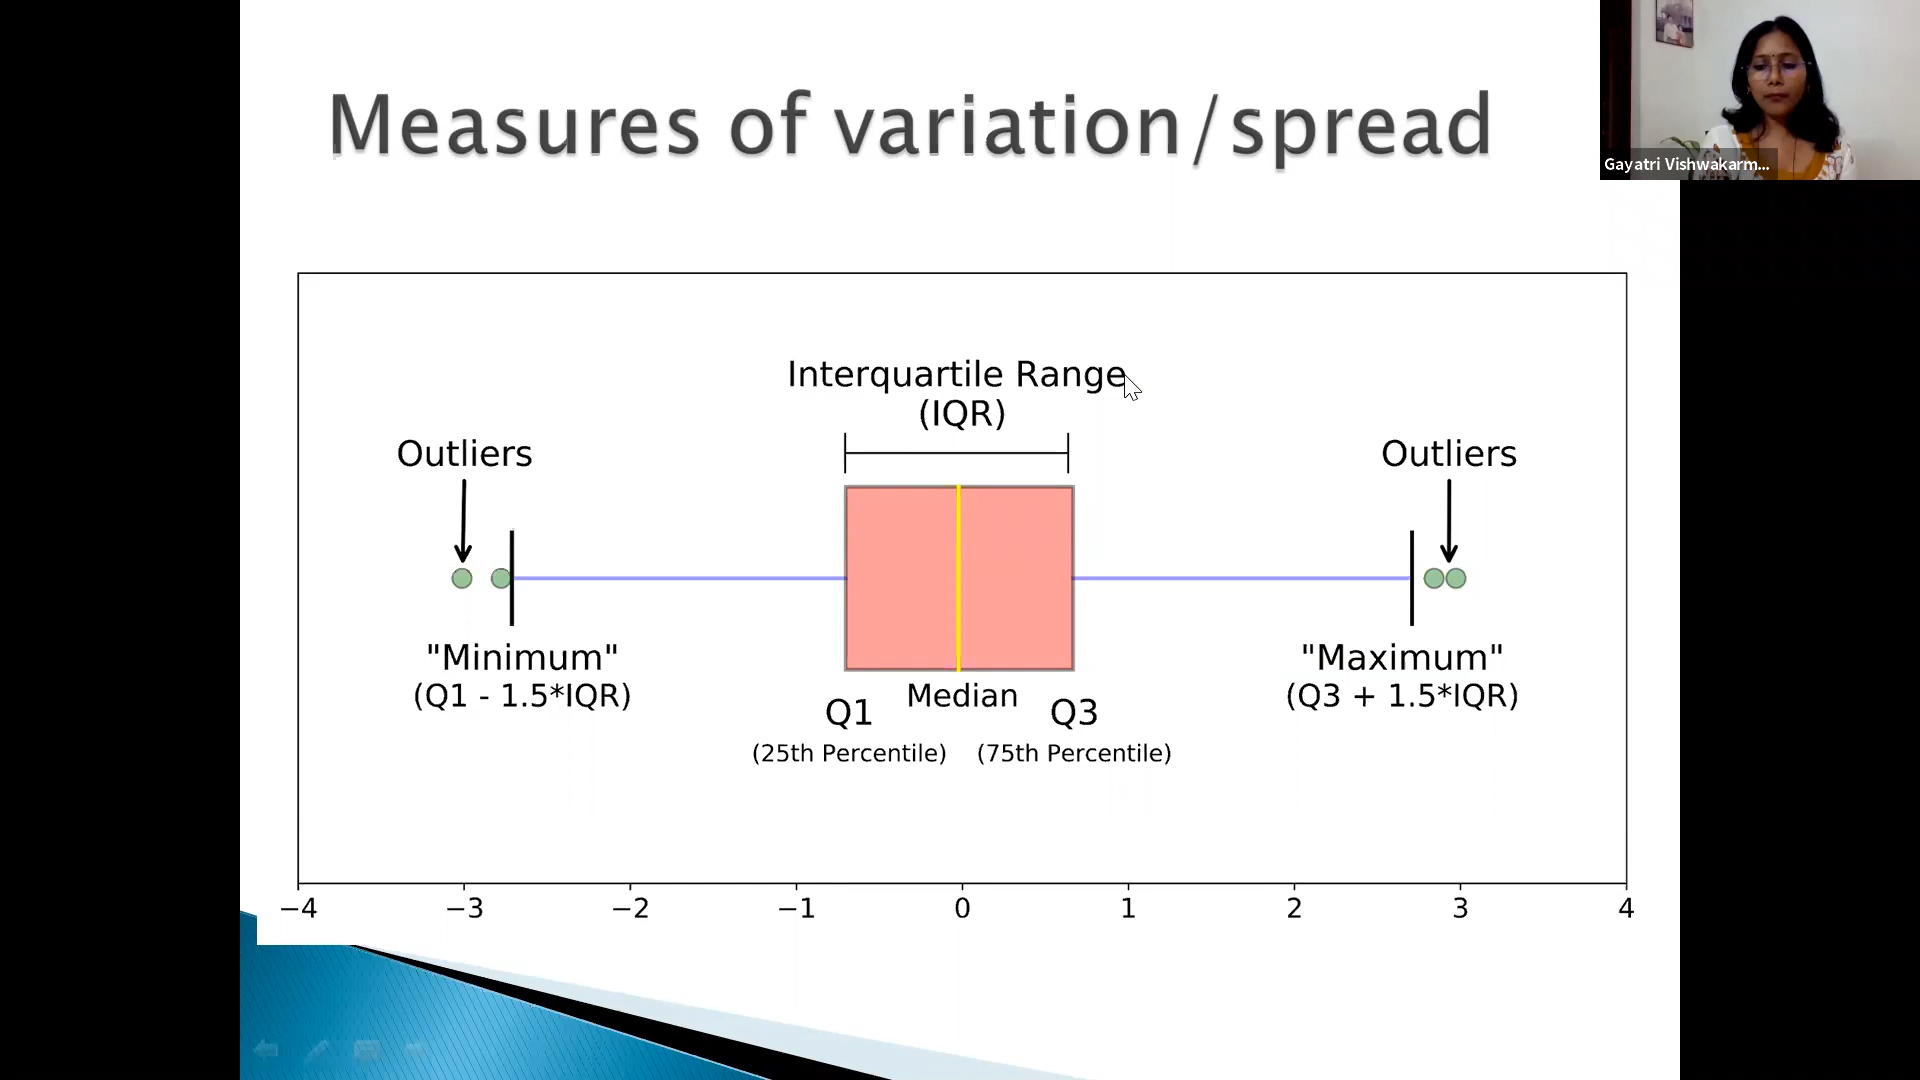 Measures of variation/spread
Gayatri Vishwakarm...
Interquartile Range
(IQR)
Outliers
Outliers
"Minimum"
(Q1 - 1.5*IQR)
"Maximum"
(Q3 + 1.5*IQR)
Median
Q1
Q3
(25th Percentile)
(75th Percentile)
−4 −3 −2 −1 0 1 2 3 4